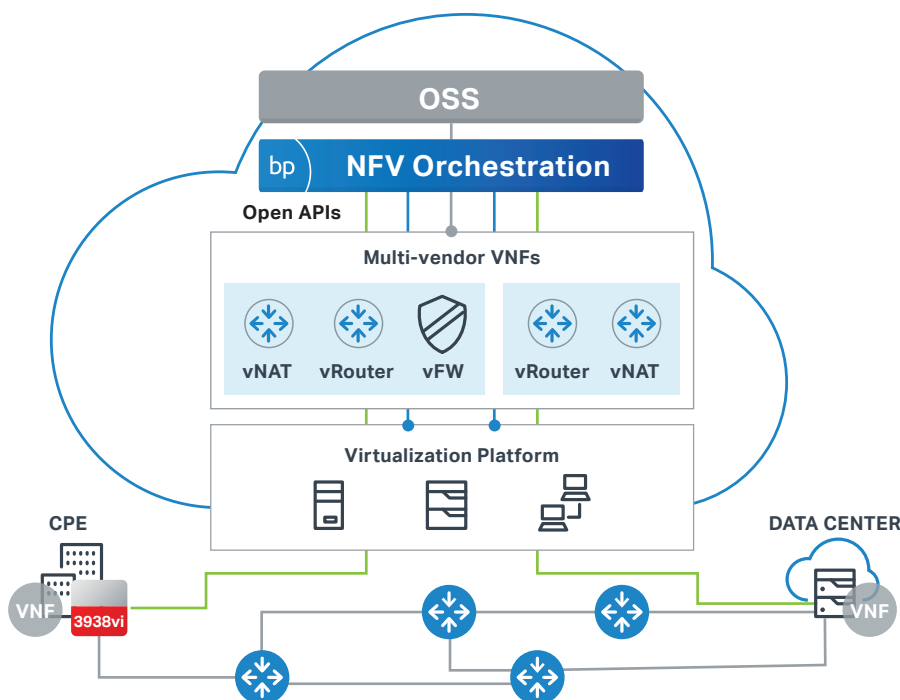 OSS
bp NFV Orchestration
Open APIs
Multi-vendor VNFs
vNAT vRouter vFW vRouter vNAT
Virtualization Platform
CPE
DATA CENTER
VNF
3938vi
VNF